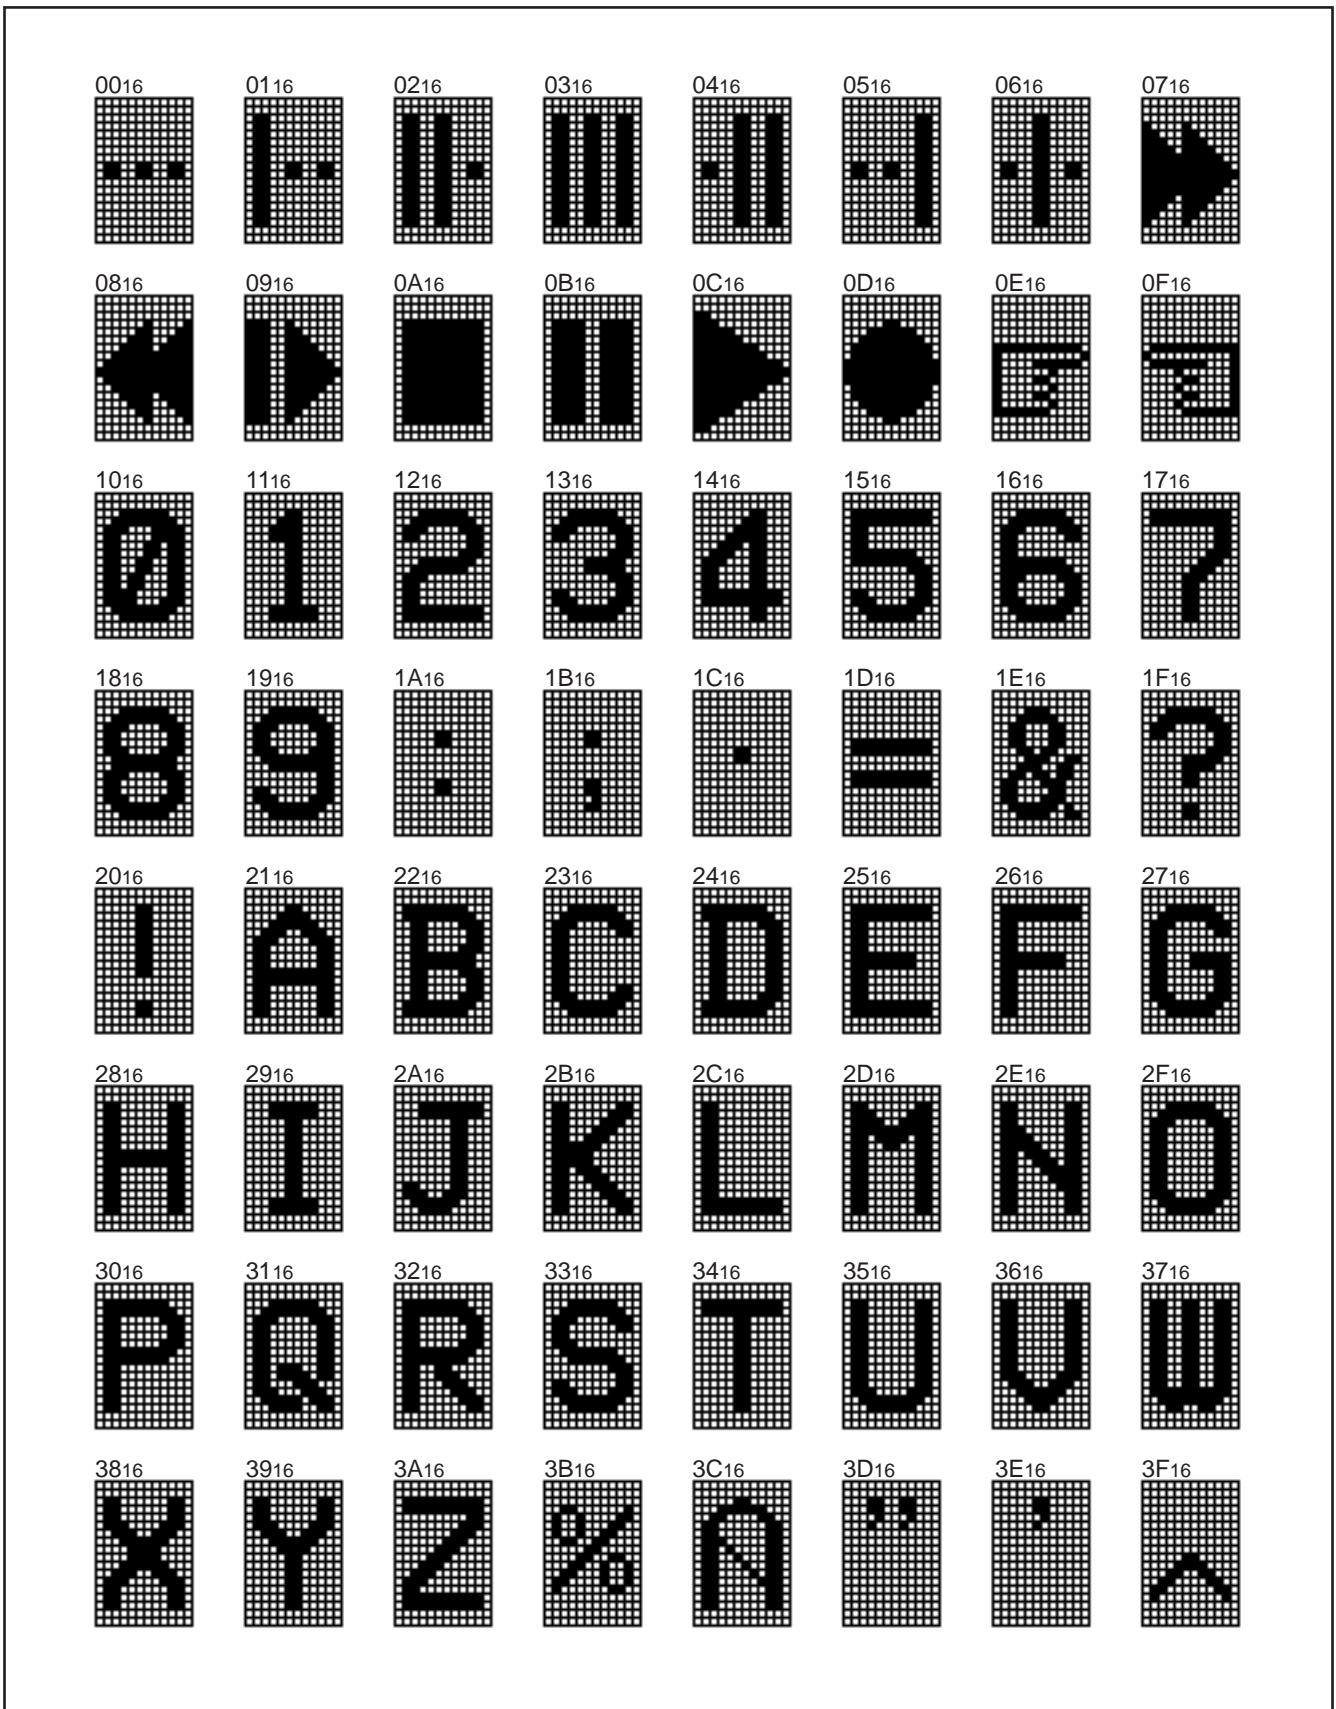 0016 0116 0216 0316 0416 0516 0616 0716
0816 0916 0A16 0B16 0C16 0D16 0E16 0F16
1016 1116 1216 1316 1416 1516 1616 1716
0 1 2 3 4 5 6 7
1816 1916 1A16 1B16 1C16 1D16 1E16 1F16
8 9 : ; · = & ?
2016 2116 2216 2316 2416 2516 2616 2716
! A B C D E F G
2816 2916 2A16 2B16 2C16 2D16 2E16 2F16
H I J K L M N O
3016 3116 3216 3316 3416 3516 3616 3716
P Q R S T U V W
3816 3916 3A16 3B16 3C16 3D16 3E16 3F16
X Y Z % ” ’